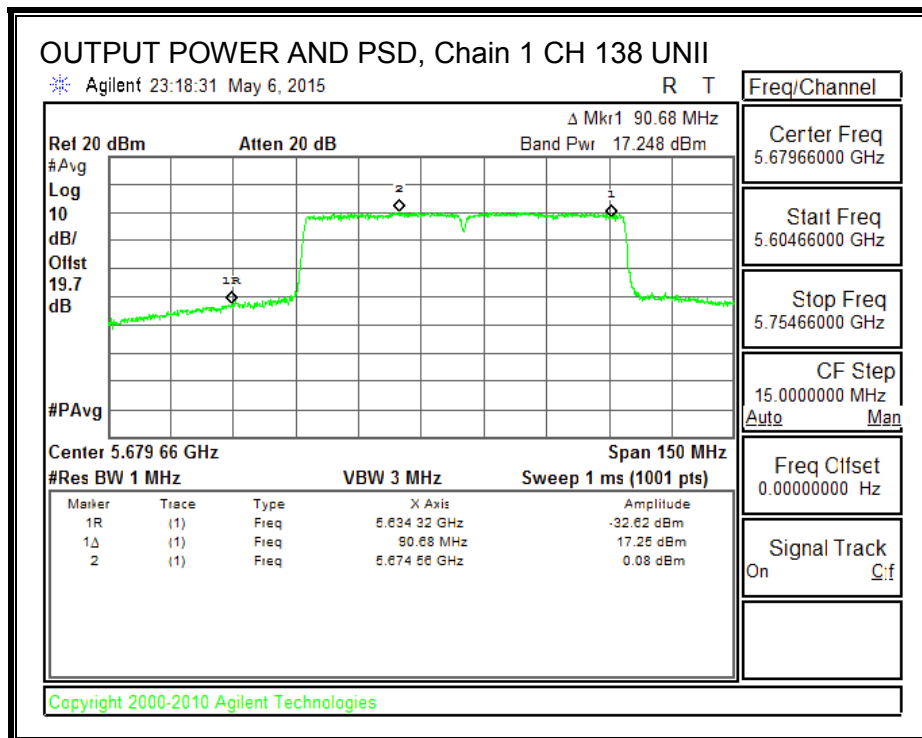 OUTPUT POWER AND PSD, Chain 1 CH 138 UNII
Agilent 23:18:31 May 6, 2015 R T
Freq/Channel
Δ Mkr1 90.68 MHz
Ref 20 dBm Atten 20 dB Band Pwr 17.248 dBm
#Avg
Log
10
dB/
Offst
19.7
dB
#PAvg
2
1
1R
Center 5.679 66 GHz Span 150 MHz
#Res BW 1 MHz VBW 3 MHz Sweep 1 ms (1001 pts)
Marker Trace Type X Axis Amplitude
1R (1) Freq 5.634 32 GHz -32.62 dBm
1Δ (1) Freq 90.68 MHz 17.25 dBm
2 (1) Freq 5.674 56 GHz 0.08 dBm
Center Freq
5.67966000 GHz
Start Freq
5.60466000 GHz
Stop Freq
5.75466000 GHz
CF Step
15.0000000 MHz
Auto Man
Freq Offset
0.00000000 Hz
Signal Track
On Off
Copyright 2000-2010 Agilent Technologies